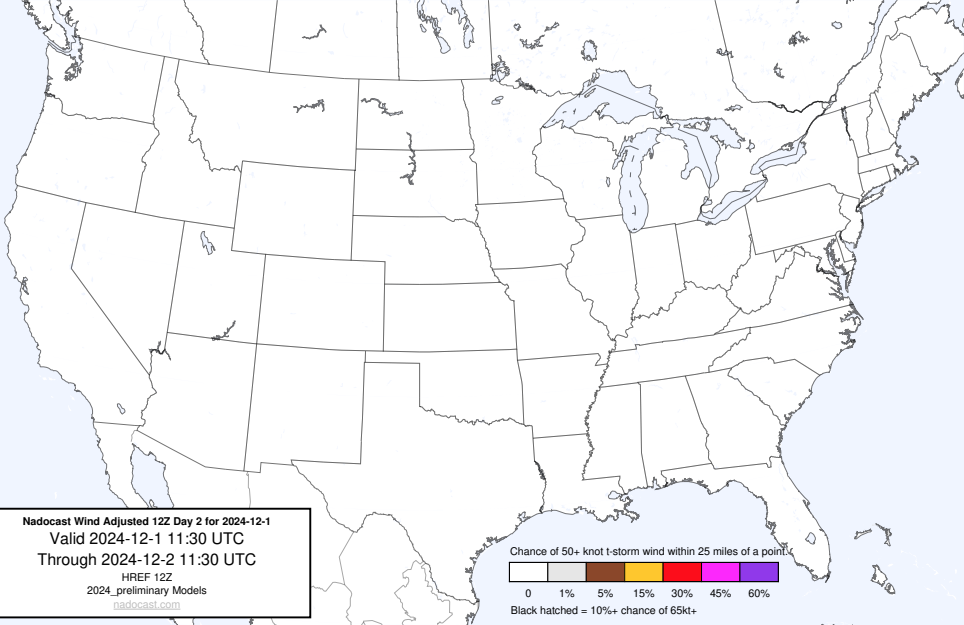 Nadocast Wind Adjusted 12Z Day 2 for 2024-12-1
Valid 2024-12-1 11:30 UTC
Through 2024-12-2 11:30 UTC
HREF 12Z
2024_preliminary Models
nadocast.com
Chance of 50+ knot t-storm wind within 25 miles of a point.
0 1% 5% 15% 30% 45% 60%
Black hatched = 10%+ chance of 65kt+